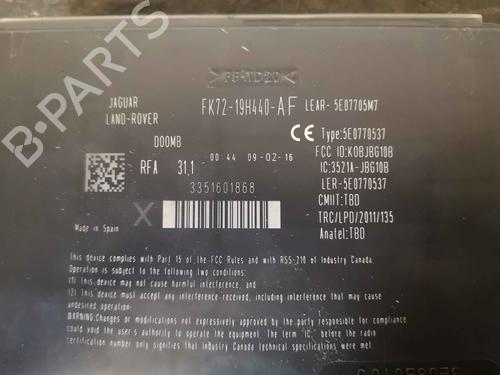 >PP-TD20<
JAGUAR
LAND-ROVER
FK72-19H440-AF
LEAR- 5E07705M7
DOOMB
RFA 31,1
00:44 09-02-16
3351601868
X
CE Type:5E0770537
FCC ID:KOBJBG10B
IC:3521A-JBG10B
LER-5E0770537
CMIIT:TBD
TRC/LPD/2011/135
Anatel:TBD
Made in Spain
This device complies with Part 15 of the FCC Rules and with RSS-210 of Industry Canada.
Operation is subject to the following two conditions:
(1) This device may not cause harmful interference, and
(2) This device must accept any interference received, including interference that may cause
undesired operation.
WARNING:Changes or modifications not expressly approved by the party responsible for compliance
could void the user's authority to operate the equipment. The term "IC" before the radio
certification number only signifies that Industry Canada technical specifications were met.